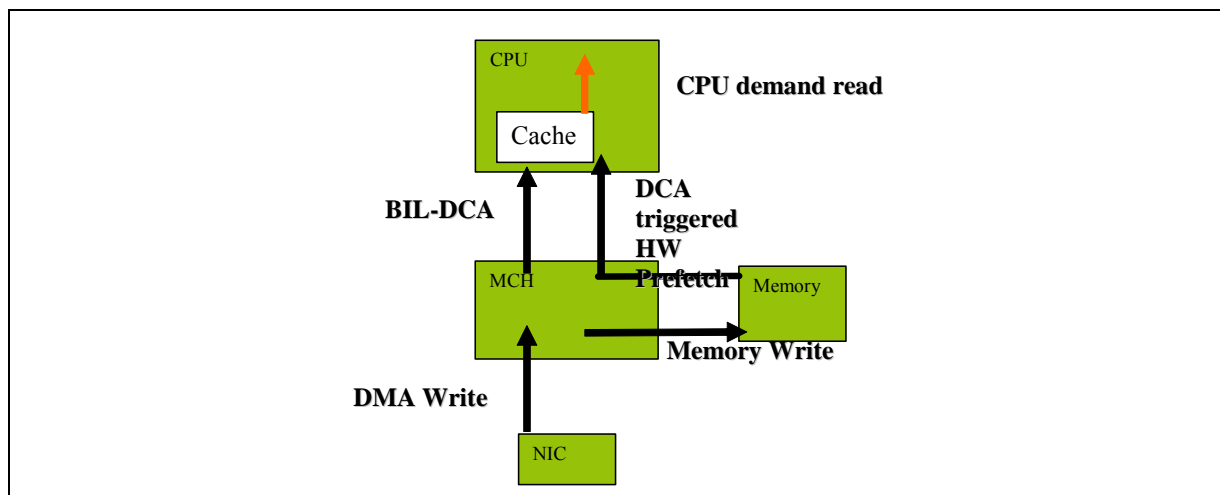 CPU
CPU demand read
Cache
BIL-DCA
DCA
triggered
HW
Prefetch
MCH
Memory
Memory Write
DMA Write
NIC